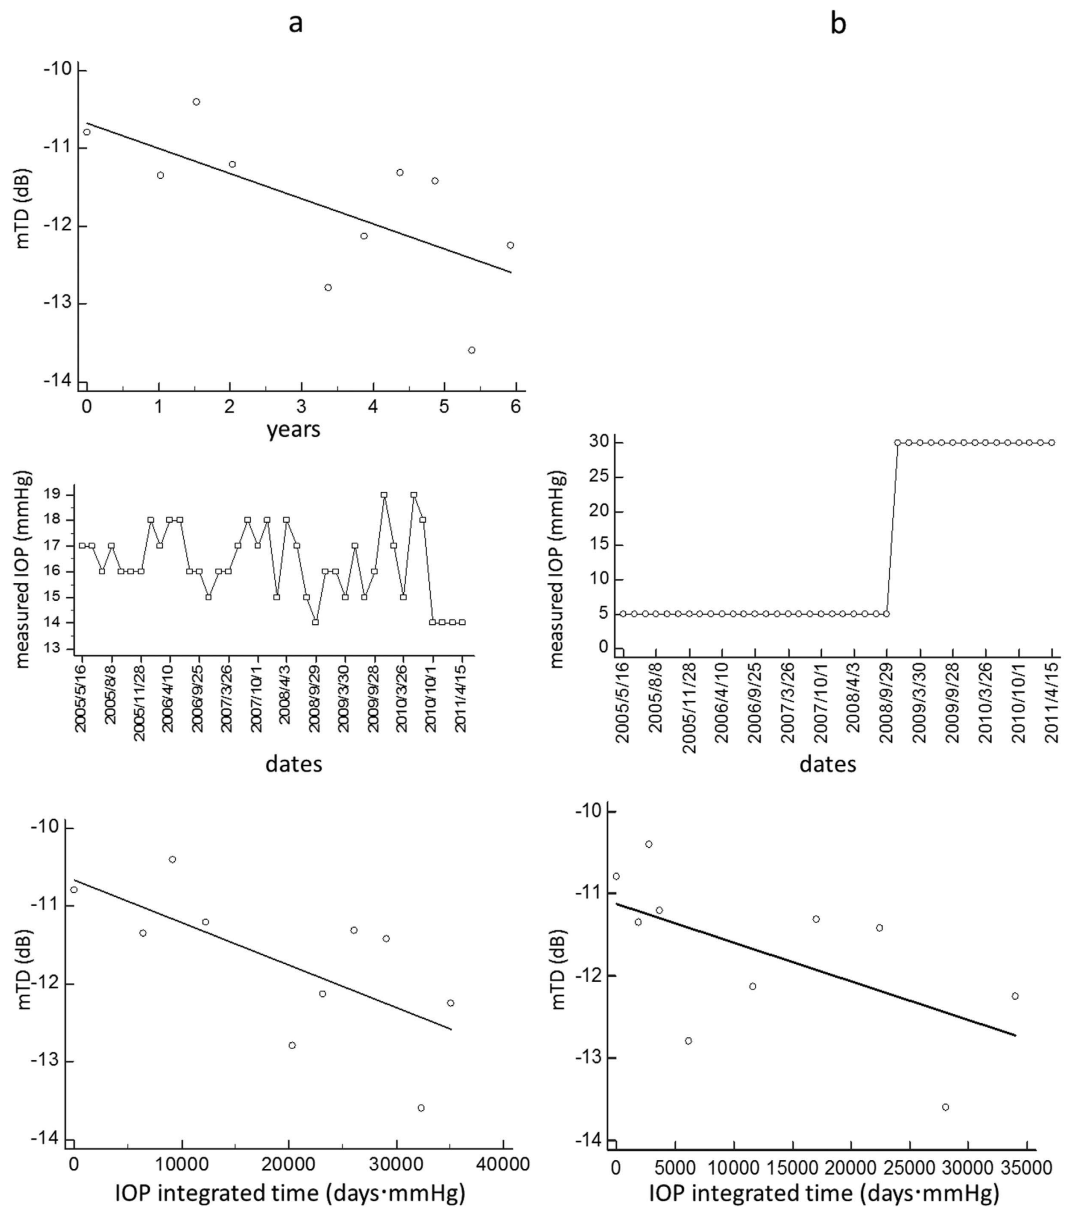 a b
-10
-11
-12
-13
-14
mTD (dB)
0 1 2 3 4 5 6
years
19
18
17
16
15
14
13
measured IOP (mmHg)
2005/5/16 2005/8/8 2005/11/28 2006/4/10 2006/9/25 2007/3/26 2007/10/1 2008/4/3 2008/9/29 2009/3/30 2009/9/28 2010/3/26 2010/10/1 2011/4/15
dates
30
25
20
15
10
5
0
measured IOP (mmHg)
2005/5/16 2005/8/8 2005/11/28 2006/4/10 2006/9/25 2007/3/26 2007/10/1 2008/4/3 2008/9/29 2009/3/30 2009/9/28 2010/3/26 2010/10/1 2011/4/15
dates
-10
-11
-12
-13
-14
mTD (dB)
0 10000 20000 30000 40000
IOP integrated time (days·mmHg)
-10
-11
-12
-13
-14
mTD (dB)
0 5000 10000 15000 20000 25000 30000 35000
IOP integrated time (days·mmHg)